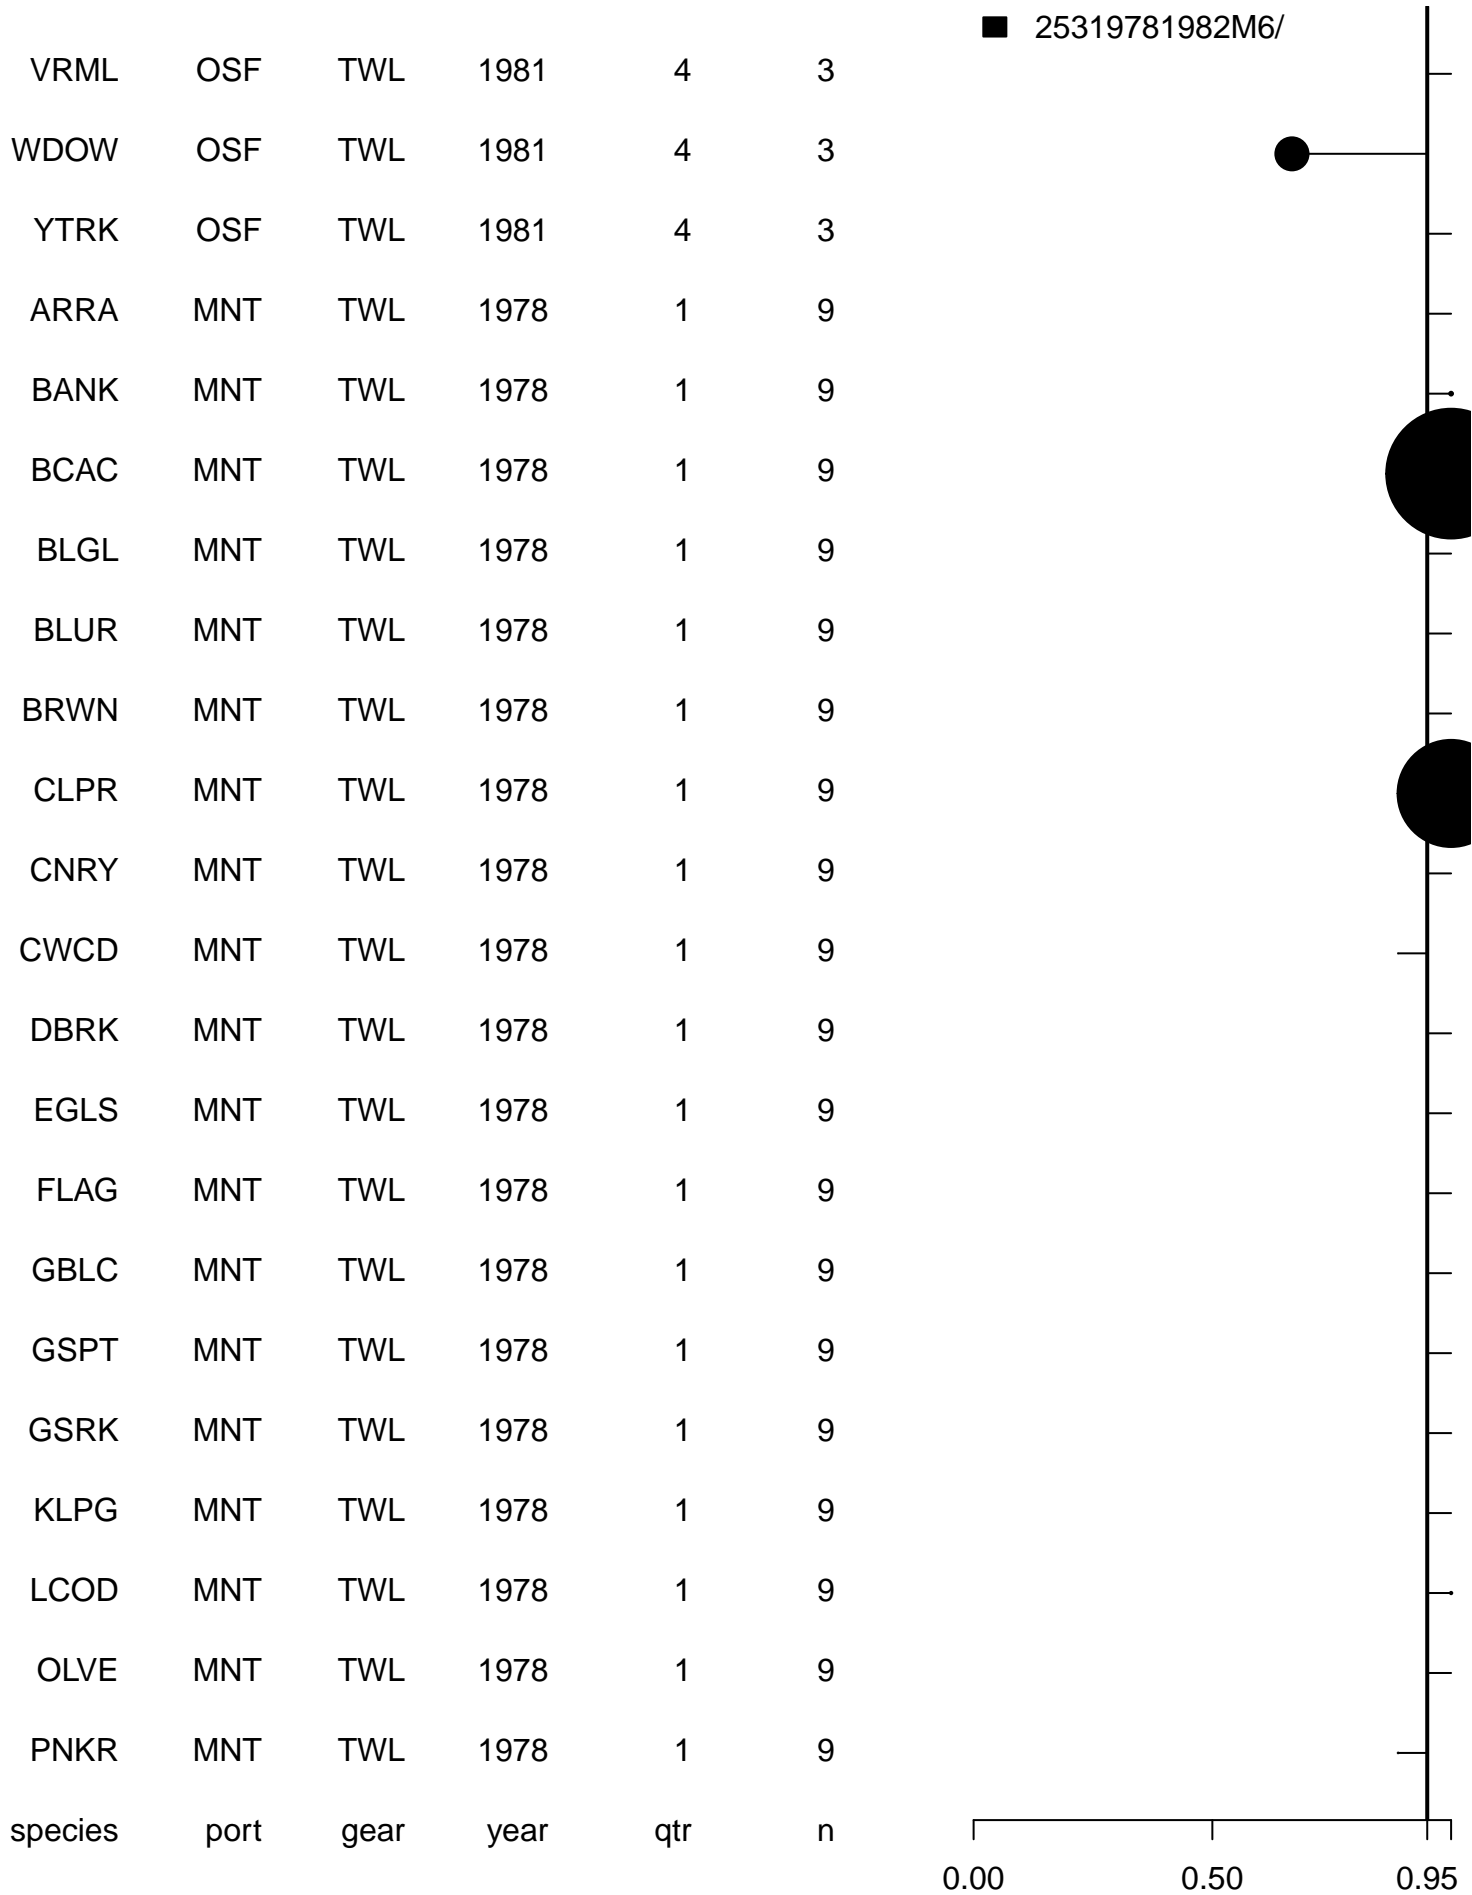 25319781982M6/
VRML OSF TWL 1981 4 3
WDOW OSF TWL 1981 4 3
YTRK OSF TWL 1981 4 3
ARRA MNT TWL 1978 1 9
BANK MNT TWL 1978 1 9
BCAC MNT TWL 1978 1 9
BLGL MNT TWL 1978 1 9
BLUR MNT TWL 1978 1 9
BRWN MNT TWL 1978 1 9
CLPR MNT TWL 1978 1 9
CNRY MNT TWL 1978 1 9
CWCD MNT TWL 1978 1 9
DBRK MNT TWL 1978 1 9
EGLS MNT TWL 1978 1 9
FLAG MNT TWL 1978 1 9
GBLC MNT TWL 1978 1 9
GSPT MNT TWL 1978 1 9
GSRK MNT TWL 1978 1 9
KLPG MNT TWL 1978 1 9
LCOD MNT TWL 1978 1 9
OLVE MNT TWL 1978 1 9
PNKR MNT TWL 1978 1 9
species port gear year qtr n
0.00 0.50 0.95